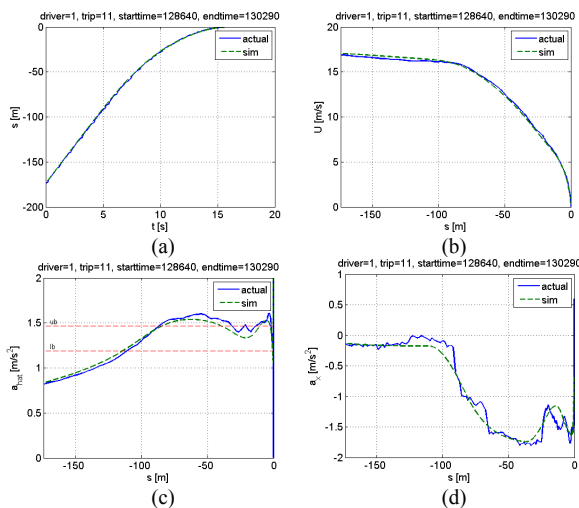 driver=1, trip=11, starttime=128640, endtime=130290
0
-50
-100
-150
-200
s [m]
0 5 10 15 20
t [s]
actual
sim
(a)
driver=1, trip=11, starttime=128640, endtime=130290
20
15
10
5
0
U [m/s]
-150 -100 -50 0
s [m]
actual
sim
(b)
driver=1, trip=11, starttime=128640, endtime=130290
2
1.5
1
0.5
0
a_hat [m/s²]
ub
lb
-150 -100 -50 0
s [m]
actual
sim
(c)
driver=1, trip=11, starttime=128640, endtime=130290
1
0.5
0
-0.5
-1
-1.5
-2
a_x [m/s²]
-150 -100 -50 0
s [m]
actual
sim
(d)